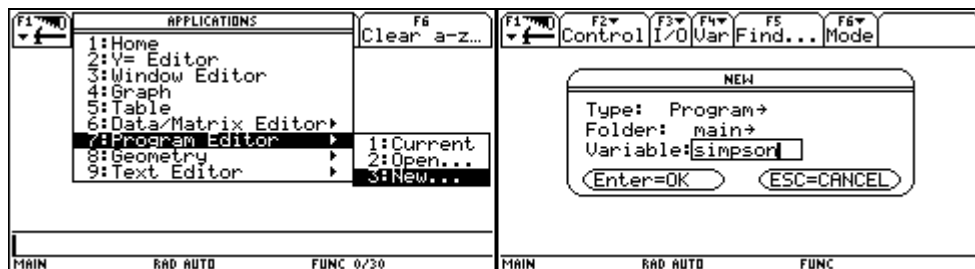 F1 APPLICATIONS F6
Clear a-z...
1:Home
2:Y= Editor
3:Window Editor
4:Graph
5:Table
6:Data/Matrix Editor
7:Program Editor
8:Geometry
9:Text Editor
1:Current
2:Open...
3:New...
MAIN RAD AUTO FUNC 0/30
F1 F2 F3 F4 F5 F6
Control I/O Var Find... Mode
NEW
Type: Program→
Folder: main→
Variable: simpson
Enter=OK ESC=CANCEL
MAIN RAD AUTO FUNC